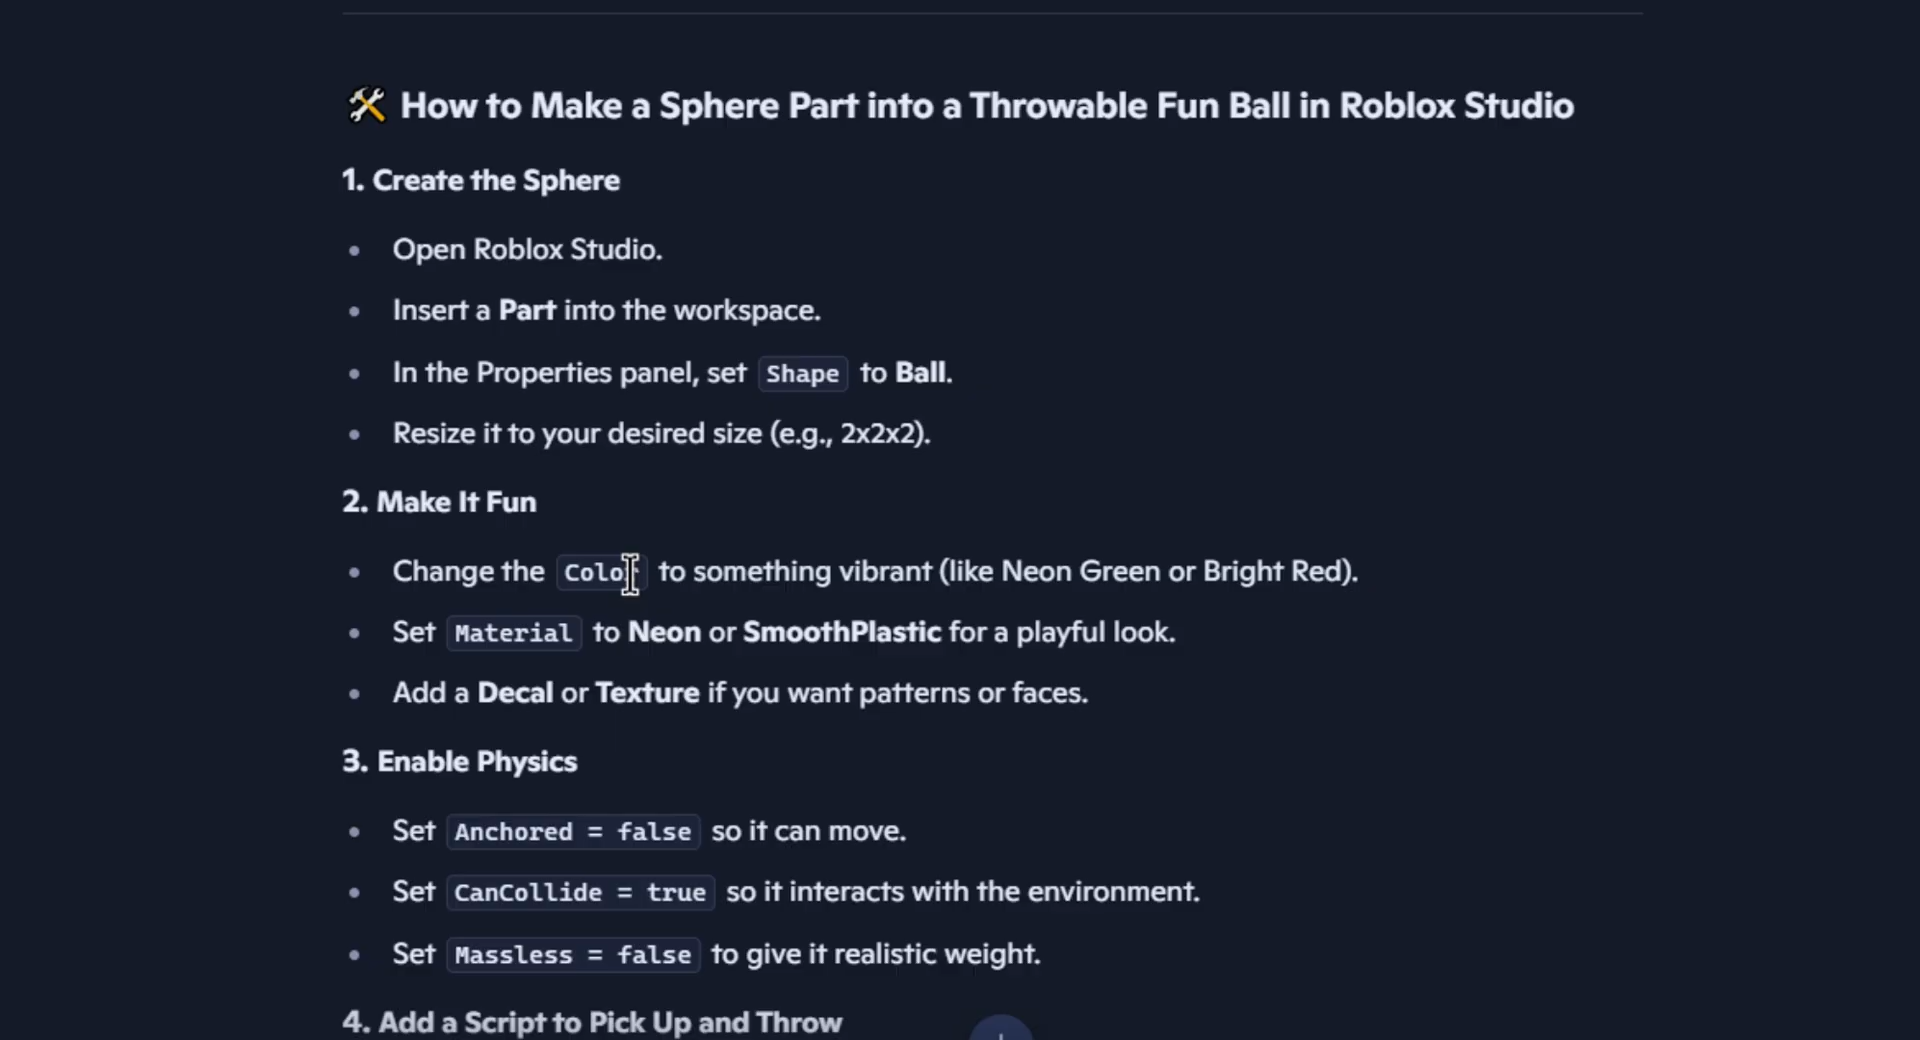 🛠️ How to Make a Sphere Part into a Throwable Fun Ball in Roblox Studio
1. Create the Sphere
• Open Roblox Studio.
• Insert a Part into the workspace.
• In the Properties panel, set Shape to Ball.
• Resize it to your desired size (e.g., 2x2x2).
2. Make It Fun
• Change the Color to something vibrant (like Neon Green or Bright Red).
• Set Material to Neon or SmoothPlastic for a playful look.
• Add a Decal or Texture if you want patterns or faces.
3. Enable Physics
• Set Anchored = false so it can move.
• Set CanCollide = true so it interacts with the environment.
• Set Massless = false to give it realistic weight.
4. Add a Script to Pick Up and Throw